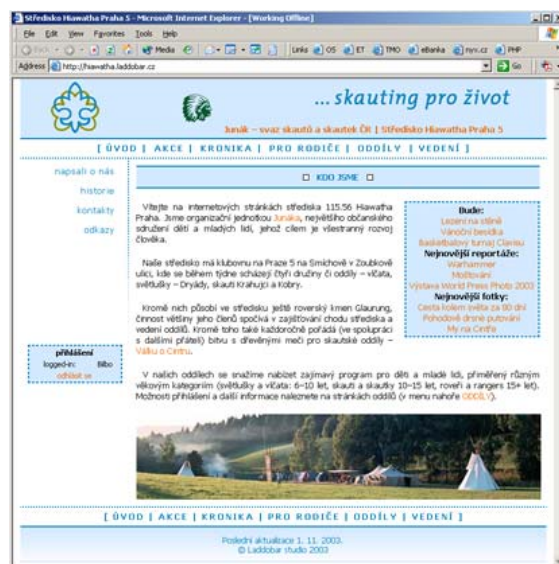 Středisko Hiawatha Praha 5 - Microsoft Internet Explorer - [Working Offline]
File Edit View Favorites Tools Help
Back Media Links OS ET TMO eBanka nyx.cz PHP
Address http://hiawatha.laddobar.cz Go
...skauting pro život
Junák – svaz skautů a skautek ČR | Středisko Hiawatha Praha 5
[ ÚVOD | AKCE | KRONIKA | PRO RODIČE | ODDÍLY | VEDENÍ ]
napsali o nás
historie
kontakty
odkazy
přihlášení
logged-in: Bilbo
odhlásit se
KDO JSME
Vítejte na internetových stránkách střediska 115.56 Hiawatha
Praha. Jsme organizační jednotkou Junáka, největšího občanského
sdružení dětí a mladých lidí, jehož cílem je všestranný rozvoj
člověka.
Naše středisko má klubovnu na Praze 5 na Smíchově v Zoubkově
ulici, kde se během týdne scházejí čtyři družiny či oddíly – vlčata,
světlušky – Dryády, skauti Krahujci a Kobry.
Kromě nich působí ve středisku ještě roverský kmen Glaurung,
činnost většiny jeho členů spočívá v zajišťování chodu střediska a
vedení oddílů. Kromě toho také každoročně pořádá (ve spolupráci
s dalšími přáteli) bitvu s dřevěnými meči pro skautské oddíly –
Válku o Cintru.
V našich oddílech se snažíme nabízet zajímavý program pro děti a mladé lidi, přiměřený různým
věkovým kategoriím (světlušky a vlčata: 6–10 let, skauti a skautky 10–15 let, roveři a rangers 15+ let).
Možnosti přihlášení a další informace naleznete na stránkách oddílů (v menu nahoře ODDÍLY).
Bude:
Lezení na stěně
Vánoční besídka
Basketbalový turnaj Clavisu
Nejnovější reportáže:
Warhammer
Moštování
Výstava World Press Photo 2003
Nejnovější fotky:
Cesta kolem světa za 80 dní
Pohodově drsné putování
My na Cintře
[ ÚVOD | AKCE | KRONIKA | PRO RODIČE | ODDÍLY | VEDENÍ ]
Poslední aktualizace 1. 11. 2003.
© Laddobar studio 2003